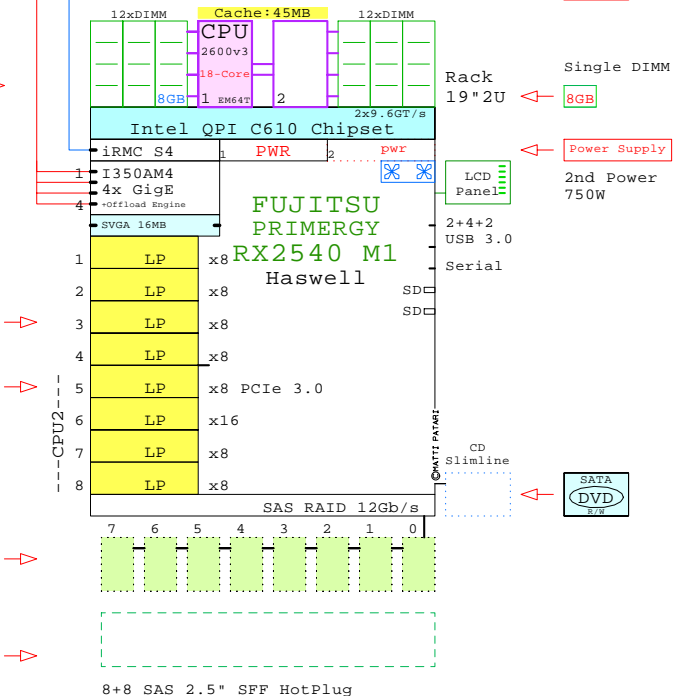 12xDIMM
Cache:45MB
12xDIMM
CPU
2600v3
18-Core
8GB
1 EM64T
2
Rack
19"2U
Single DIMM
8GB
2x9.6GT/s
Intel QPI C610 Chipset
iRMC S4
1 PWR
2 pwr
Power Supply
2nd Power
750W
1 I350AM4
4x GigE
4 +Offload Engine
LCD
Panel
SVGA 16MB
FUJITSU
PRIMERGY
RX2540 M1
Haswell
2+4+2
USB 3.0
Serial
SD
SD
1 LP x8
2 LP x8
3 LP x8
4 LP x8
5 LP x8 PCIe 3.0
6 LP x16
7 LP x8
8 LP x8
---CPU2---
©MATTI PATARI
CD
Slimline
SATA
DVD
R/W
SAS RAID 12Gb/s
7 6 5 4 3 2 1 0
8+8 SAS 2.5" SFF HotPlug